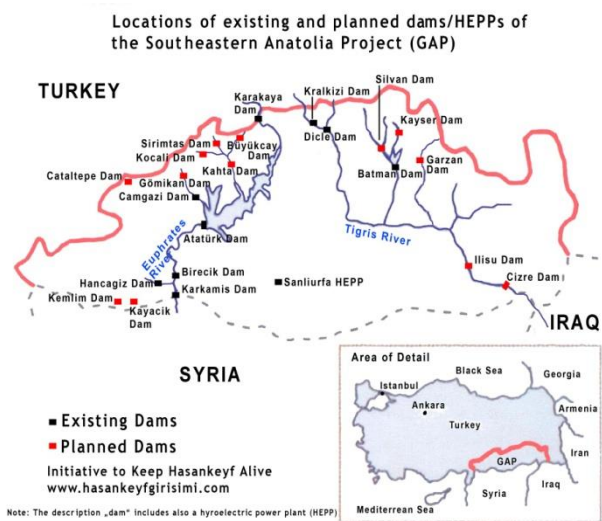 Locations of existing and planned dams/HEPPs of
the Southeastern Anatolia Project (GAP)
TURKEY
Karakaya
Dam
Kralkizi Dam
Silvan Dam
Kayser Dam
Sirimtas Dam
Büyükcay
Dam
Dicle Dam
Kocali Dam
Kahta Dam
Garzan
Dam
Cataltepe Dam
Gömikan Dam
Batman Dam
Camgazi Dam
Atatürk Dam
Tigris River
Euphrates
River
Ilisu Dam
Birecik Dam
Hancagiz Dam
Sanliurfa HEPP
Cizre Dam
Kemlim Dam
Karkamis Dam
Kayacik
Dam
IRAQ
SYRIA
Area of Detail
Black Sea
Georgia
Istanbul
Ankara
Armenia
Turkey
Iran
GAP
Syria
Iraq
Mediterrean Sea
Existing Dams
Planned Dams
Initiative to Keep Hasankeyf Alive
www.hasankeyfgirisimi.com
Note: The description „dam“ includes also a hyroelectric power plant (HEPP)